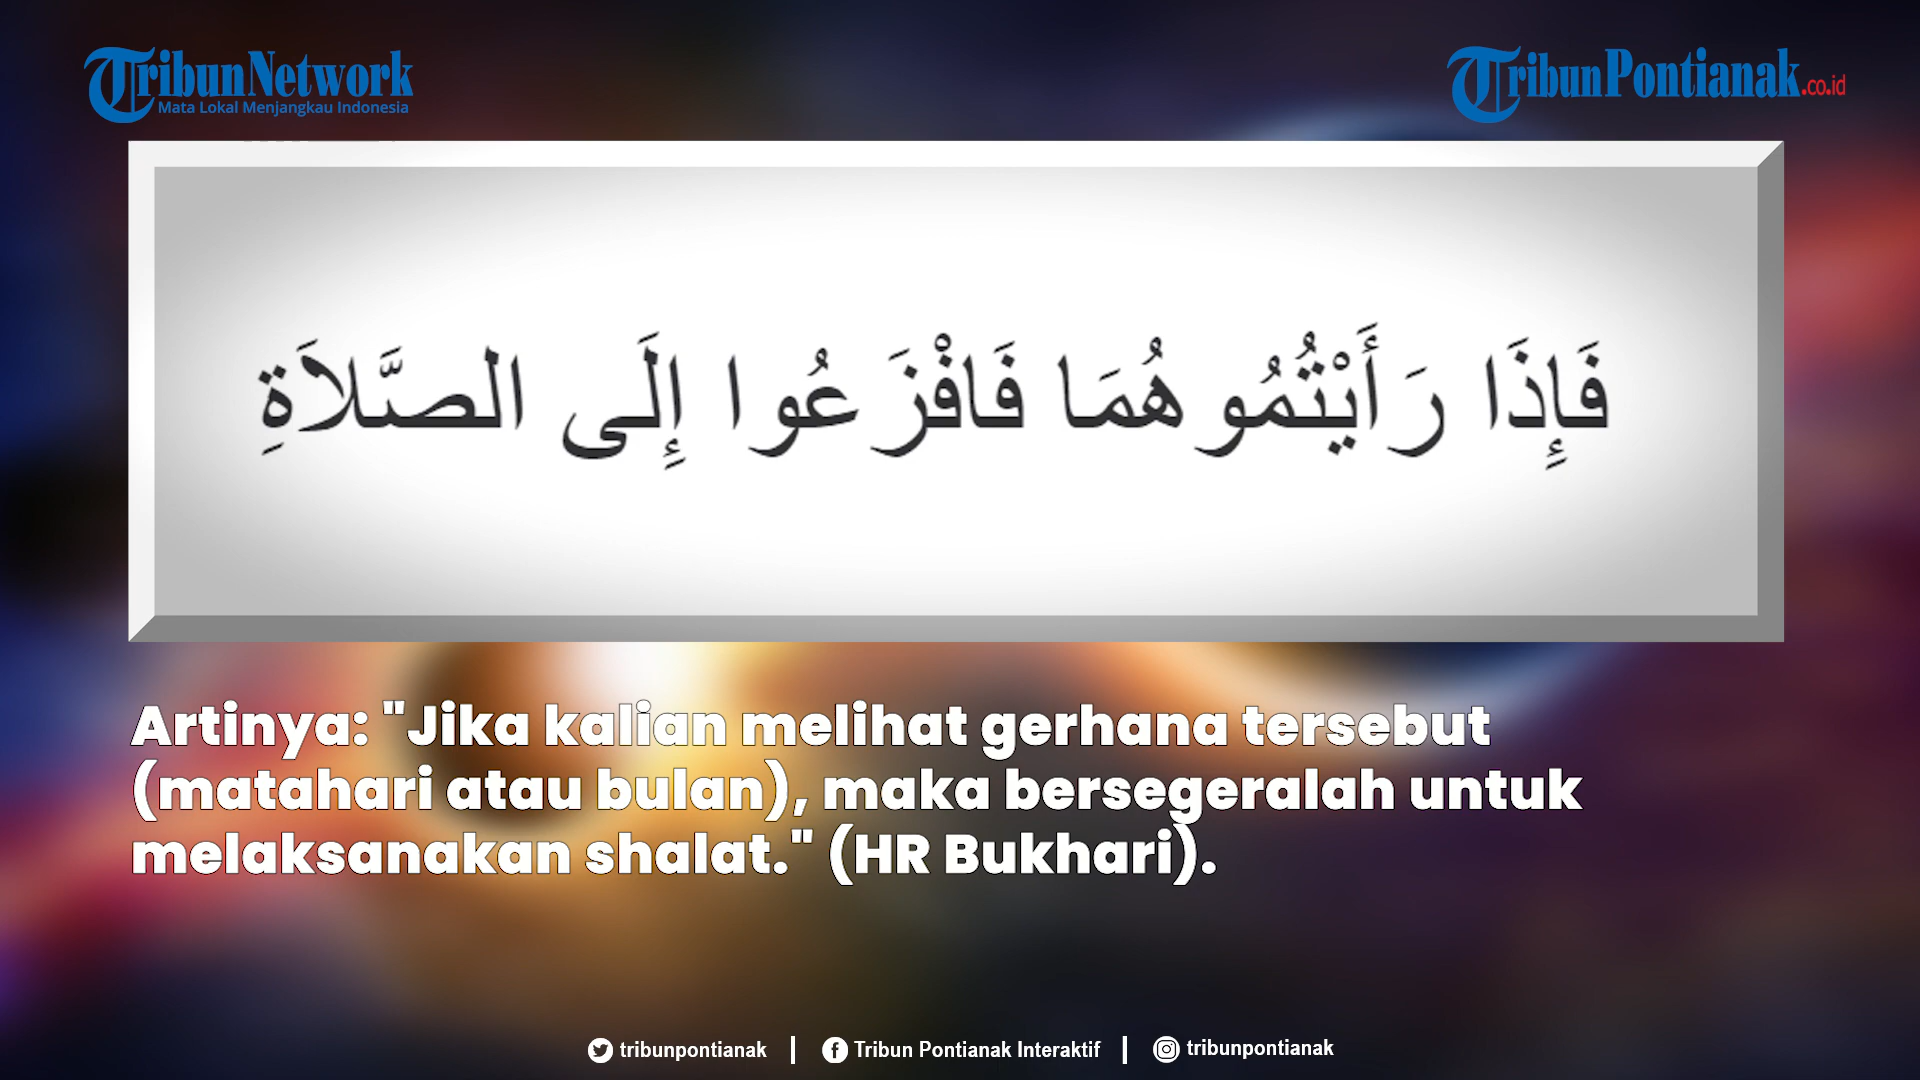 TribunNetwork
Mata Lokal Menjangkau Indonesia
TribunPontianak.co.id
فَإِذَا رَأَيْتُمُوهُمَا فَافْزَعُوا إِلَى الصَّلَاَةِ
Artinya: "Jika kalian melihat gerhana tersebut
(matahari atau bulan), maka bersegeralah untuk
melaksanakan shalat." (HR Bukhari).
tribunpontianak | Tribun Pontianak Interaktif | tribunpontianak